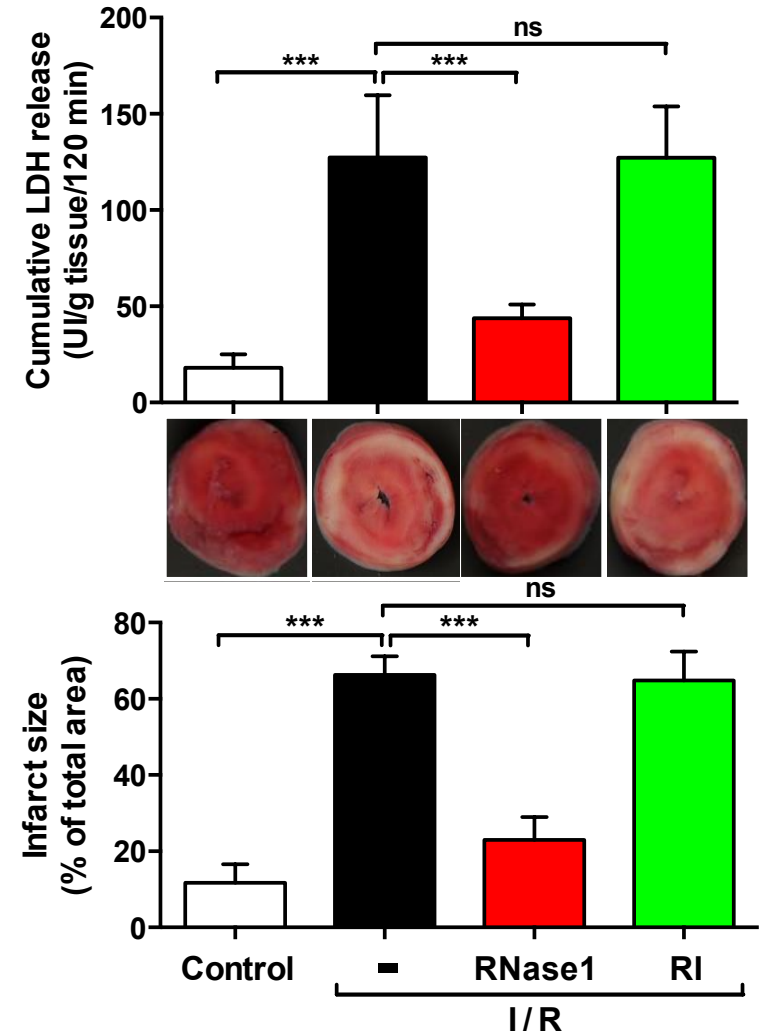 Cumulative LDH release
(UI/g tissue/120 min)
200
150
100
50
0
ns
***
***
Infarct size
(% of total area)
80
60
40
20
0
ns
***
***
Control
-
RNase1
RI
I / R